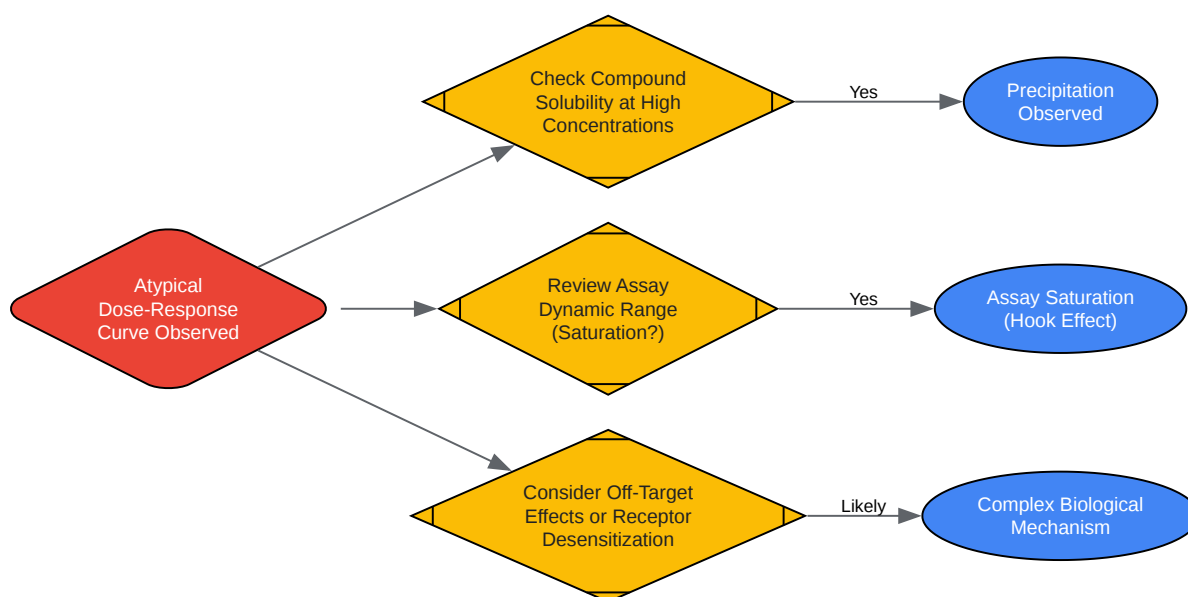 Check Compound
Solubility at High
Concentrations
Yes
Precipitation
Observed
Atypical
Dose-Response
Curve Observed
Review Assay
Dynamic Range
(Saturation?)
Yes
Assay Saturation
(Hook Effect)
Consider Off-Target
Effects or Receptor
Desensitization
Likely
Complex Biological
Mechanism